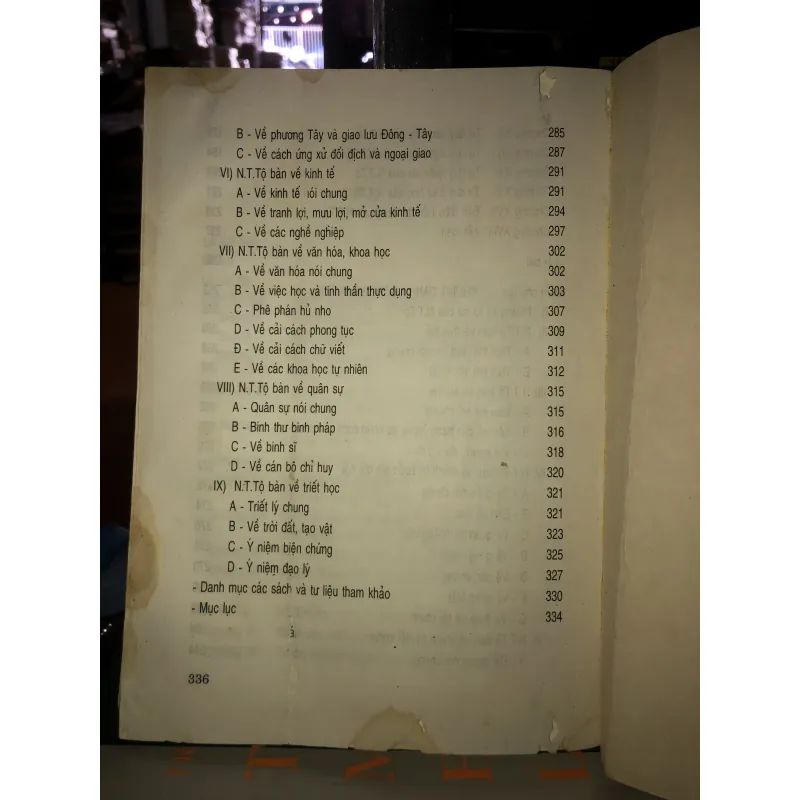 B - Về phương Tây và giao lưu Đông - Tây 285
C - Về cách ứng xử đối địch và ngoại giao 287
VI) N.T.Tộ bàn về kinh tế 291
A - Về kinh tế nói chung 291
B - Về tranh lợi, mưu lợi, mở cửa kinh tế 294
C - Về các nghề nghiệp 297
VII) N.T.Tộ bàn về văn hóa, khoa học 302
A - Về văn hóa nói chung 302
B - Về việc học và tinh thần thực dụng 303
C - Phê phán hủ nho 307
D - Về cải cách phong tục 309
Đ - Về cải cách chữ viết 311
E - Về các khoa học tự nhiên 312
VIII) N.T.Tộ bàn về quân sự 315
A - Quân sự nói chung 315
B - Binh thư binh pháp 316
C - Về binh sĩ 318
D - Về cán bộ chỉ huy 320
IX) N.T.Tộ bàn về triết học 321
A - Triết lý chung 321
B - Về trời đất, tạo vật 323
C - Ý niệm biện chứng 325
D - Ý niệm đạo lý 327
- Danh mục các sách và tư liệu tham khảo 330
- Mục lục 334
336